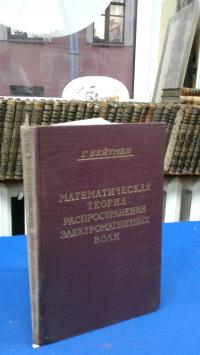 Г. БЕЙТМЕН
МАТЕМАТИЧЕСКАЯ
ТЕОРИЯ
РАСПРОСТРАНЕНИЯ
ЭЛЕКТРОМАГНИТНЫХ
ВОЛН